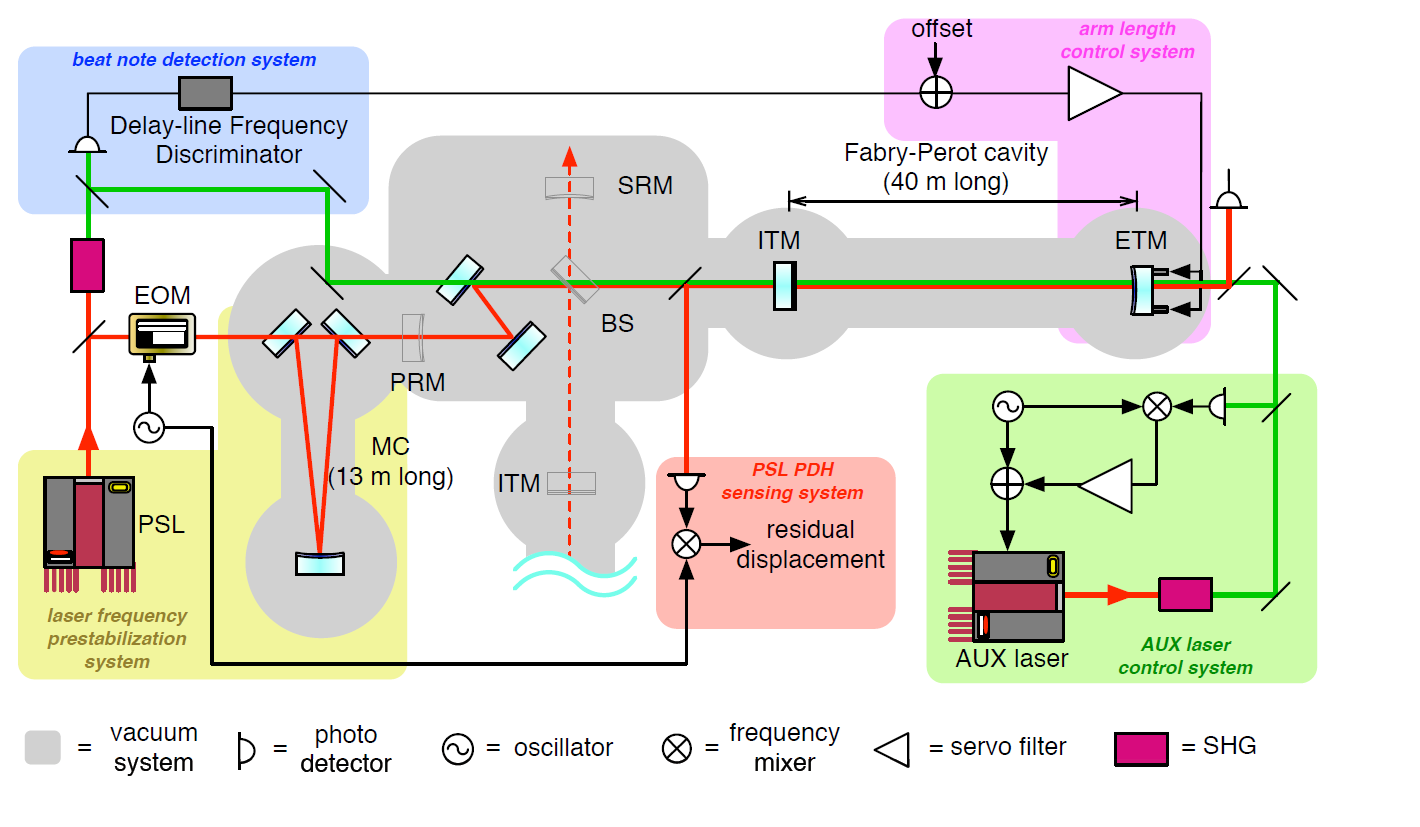 offset
arm length
control system
beat note detection system
Delay-line Frequency
Discriminator
Fabry-Perot cavity
(40 m long)
SRM
ITM
ETM
EOM
BS
PRM
MC
(13 m long)
ITM
PSL PDH
sensing system
residual
displacement
PSL
laser frequency
prestabilization
system
AUX laser
AUX laser
control system
= vacuum
system
= photo
detector
= oscillator
= frequency
mixer
= servo filter
= SHG